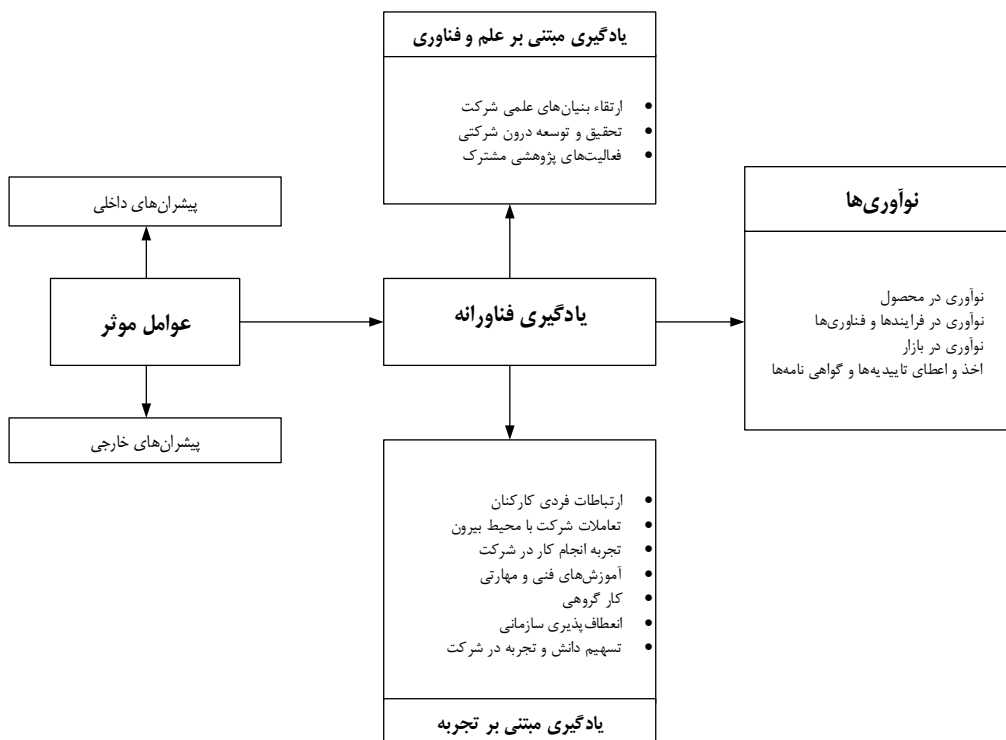 یادگیری مبتنی بر علم و فناوری
• ارتقاء بنیان‌های علمی شرکت
• تحقیق و توسعه درون شرکتی
• فعالیت‌های پژوهشی مشترک
پیشران‌های داخلی
عوامل موثر
پیشران‌های خارجی
یادگیری فناورانه
نوآوری‌ها
نوآوری در محصول
نوآوری در فرایندها و فناوری‌ها
نوآوری در بازار
اخذ و اعطای تاییدیه‌ها و گواهی نامه‌ها
• ارتباطات فردی کارکنان
• تعاملات شرکت با محیط بیرون
• تجربه انجام کار در شرکت
• آموزش‌های فنی و مهارتی
• کار گروهی
• انعطاف‌پذیری سازمانی
• تسهیم دانش و تجربه در شرکت
یادگیری مبتنی بر تجربه